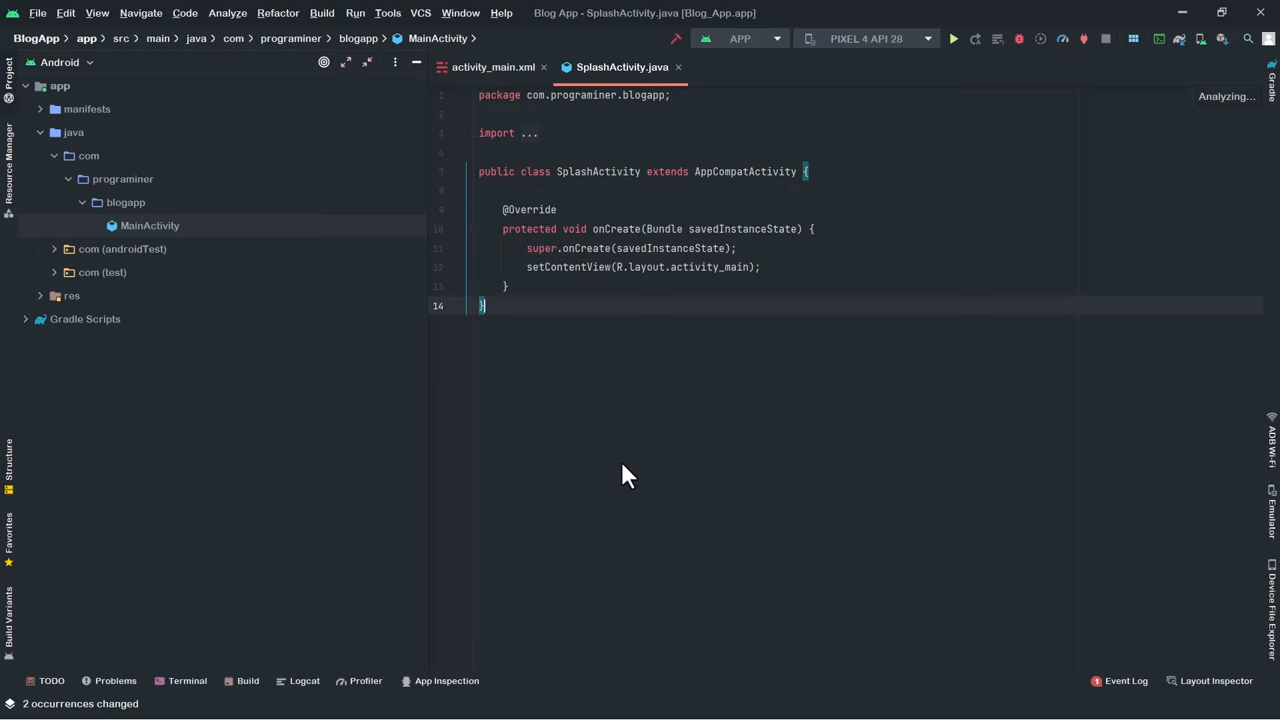 File Edit View Navigate Code Analyze Refactor Build Run Tools VCS Window Help Blog App - SplashActivity.java [Blog_App.app]
BlogApp app src main java com programiner blogapp MainActivity APP PIXEL 4 API 28
Android
activity_main.xml SplashActivity.java
Project
Resource Manager
Structure
Favorites
Build Variants
app
manifests
java
com
programiner
blogapp
MainActivity
com (androidTest)
com (test)
res
Gradle Scripts
Analyzing...
1 package com.programiner.blogapp;
2
3 import ...
6
7 public class SplashActivity extends AppCompatActivity {
8
9 @Override
10 protected void onCreate(Bundle savedInstanceState) {
11 super.onCreate(savedInstanceState);
12 setContentView(R.layout.activity_main);
13 }
14 }
Gradle
ADB Wi-Fi
Emulator
Device File Explorer
TODO Problems Terminal Build Logcat Profiler App Inspection 1 Event Log Layout Inspector
2 occurrences changed